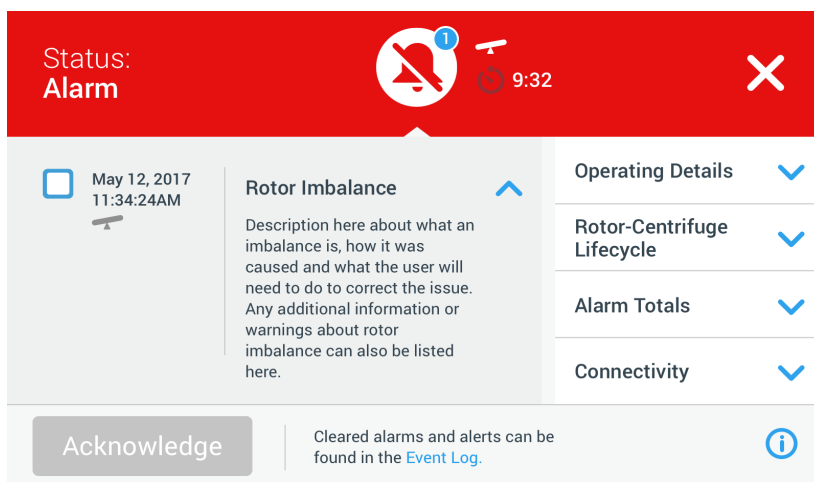 Status:
Alarm
1
9:32
May 12, 2017
11:34:24AM
Rotor Imbalance
Description here about what an
imbalance is, how it was
caused and what the user will
need to do to correct the issue.
Any additional information or
warnings about rotor
imbalance can also be listed
here.
Operating Details
Rotor-Centrifuge
Lifecycle
Alarm Totals
Connectivity
Acknowledge
Cleared alarms and alerts can be
found in the Event Log.